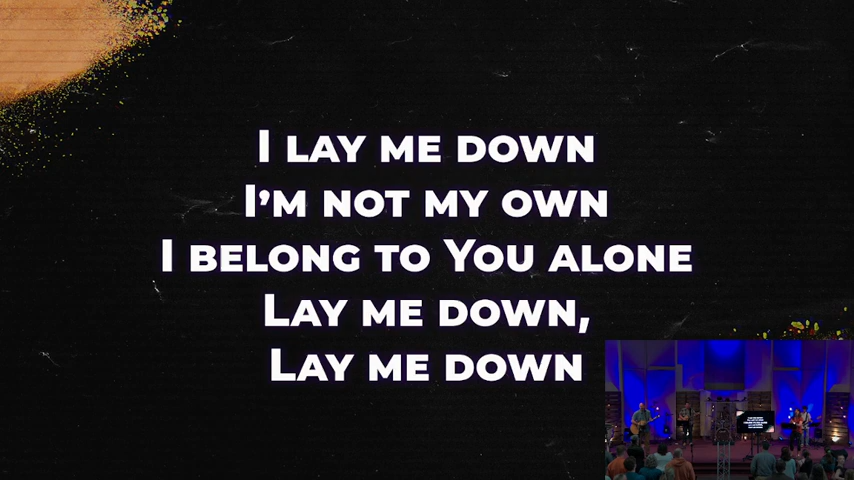 I LAY ME DOWN
I'M NOT MY OWN
I BELONG TO YOU ALONE
LAY ME DOWN,
LAY ME DOWN